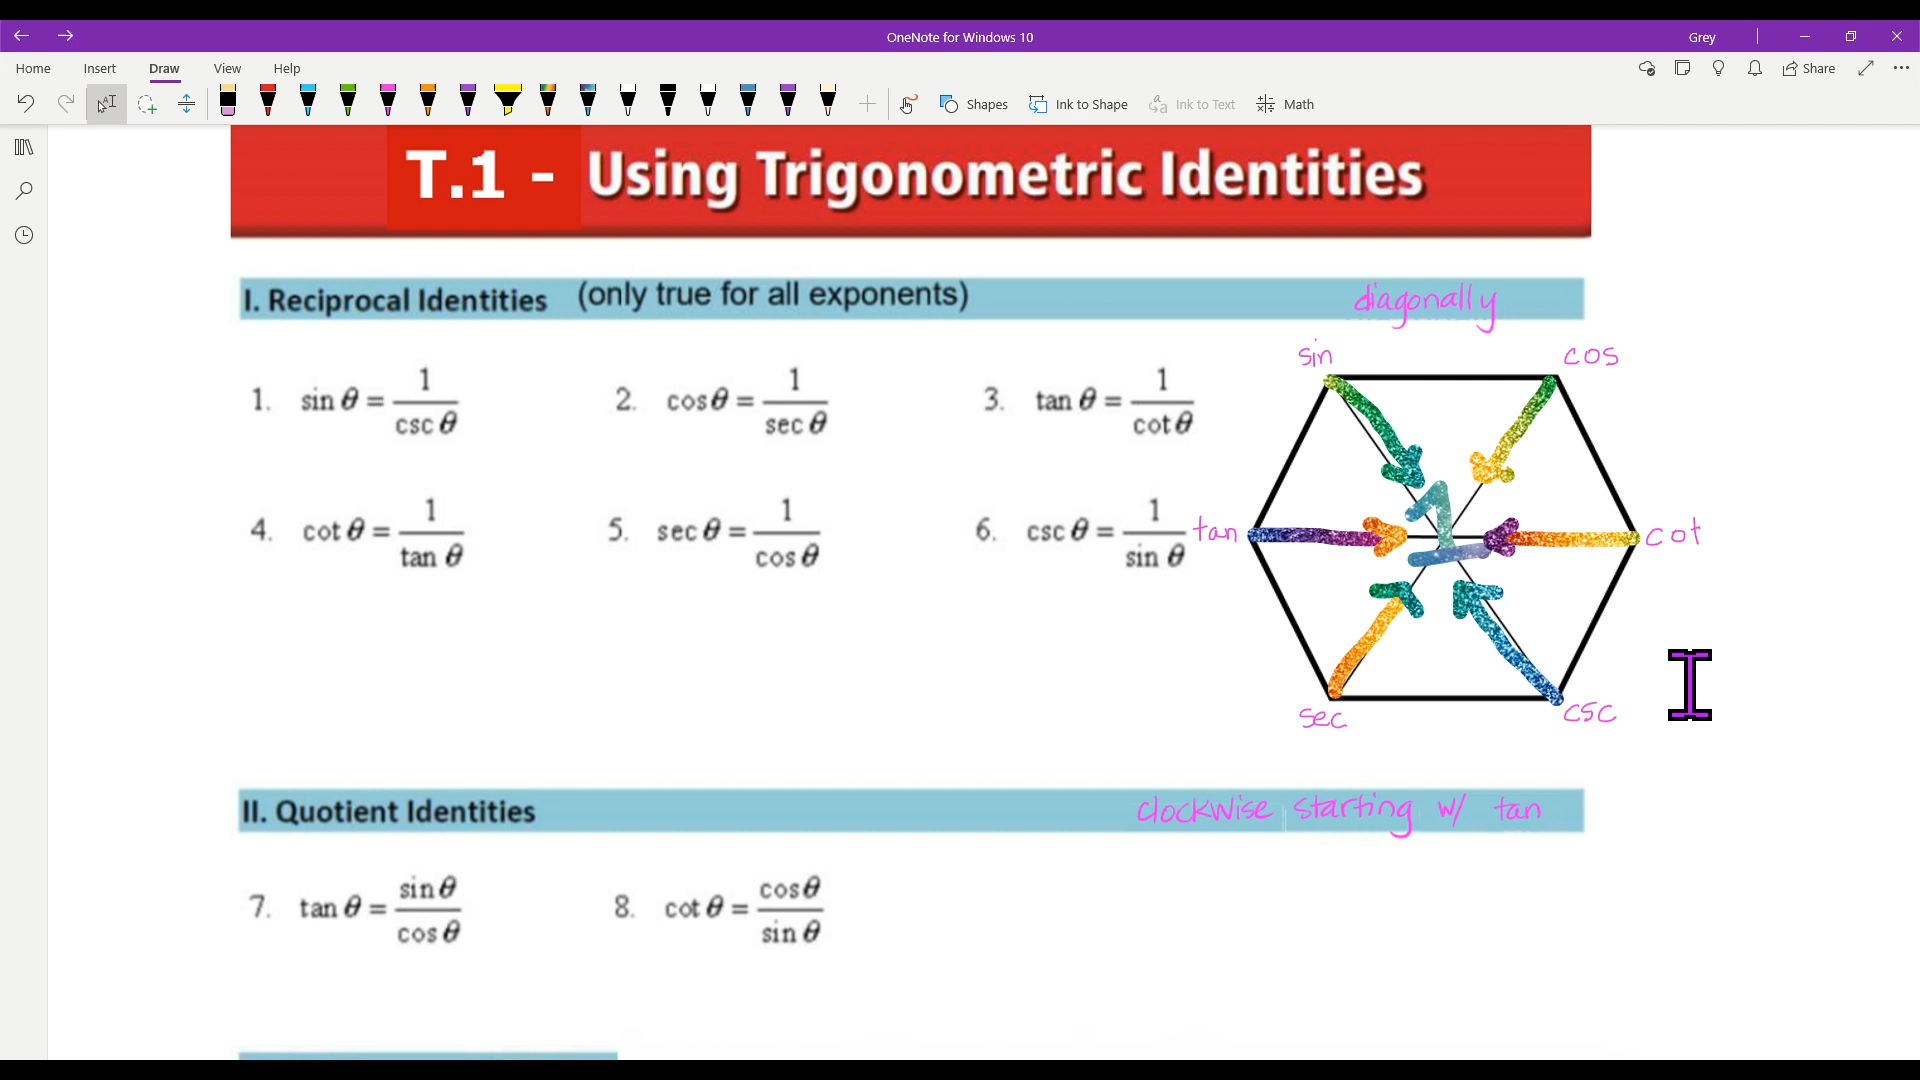 OneNote for Windows 10
Grey
Home Insert Draw View Help
Share
Shapes Ink to Shape Ink to Text Math
T.1 - Using Trigonometric Identities
I. Reciprocal Identities (only true for all exponents) diagonally
sin cos
1. sin θ = 1/csc θ 2. cos θ = 1/sec θ 3. tan θ = 1/cot θ
1
4. cot θ = 1/tan θ 5. sec θ = 1/cos θ 6. csc θ = 1/sin θ tan cot
sec csc
II. Quotient Identities clockwise starting w/ tan
7. tan θ = sin θ/cos θ 8. cot θ = cos θ/sin θ